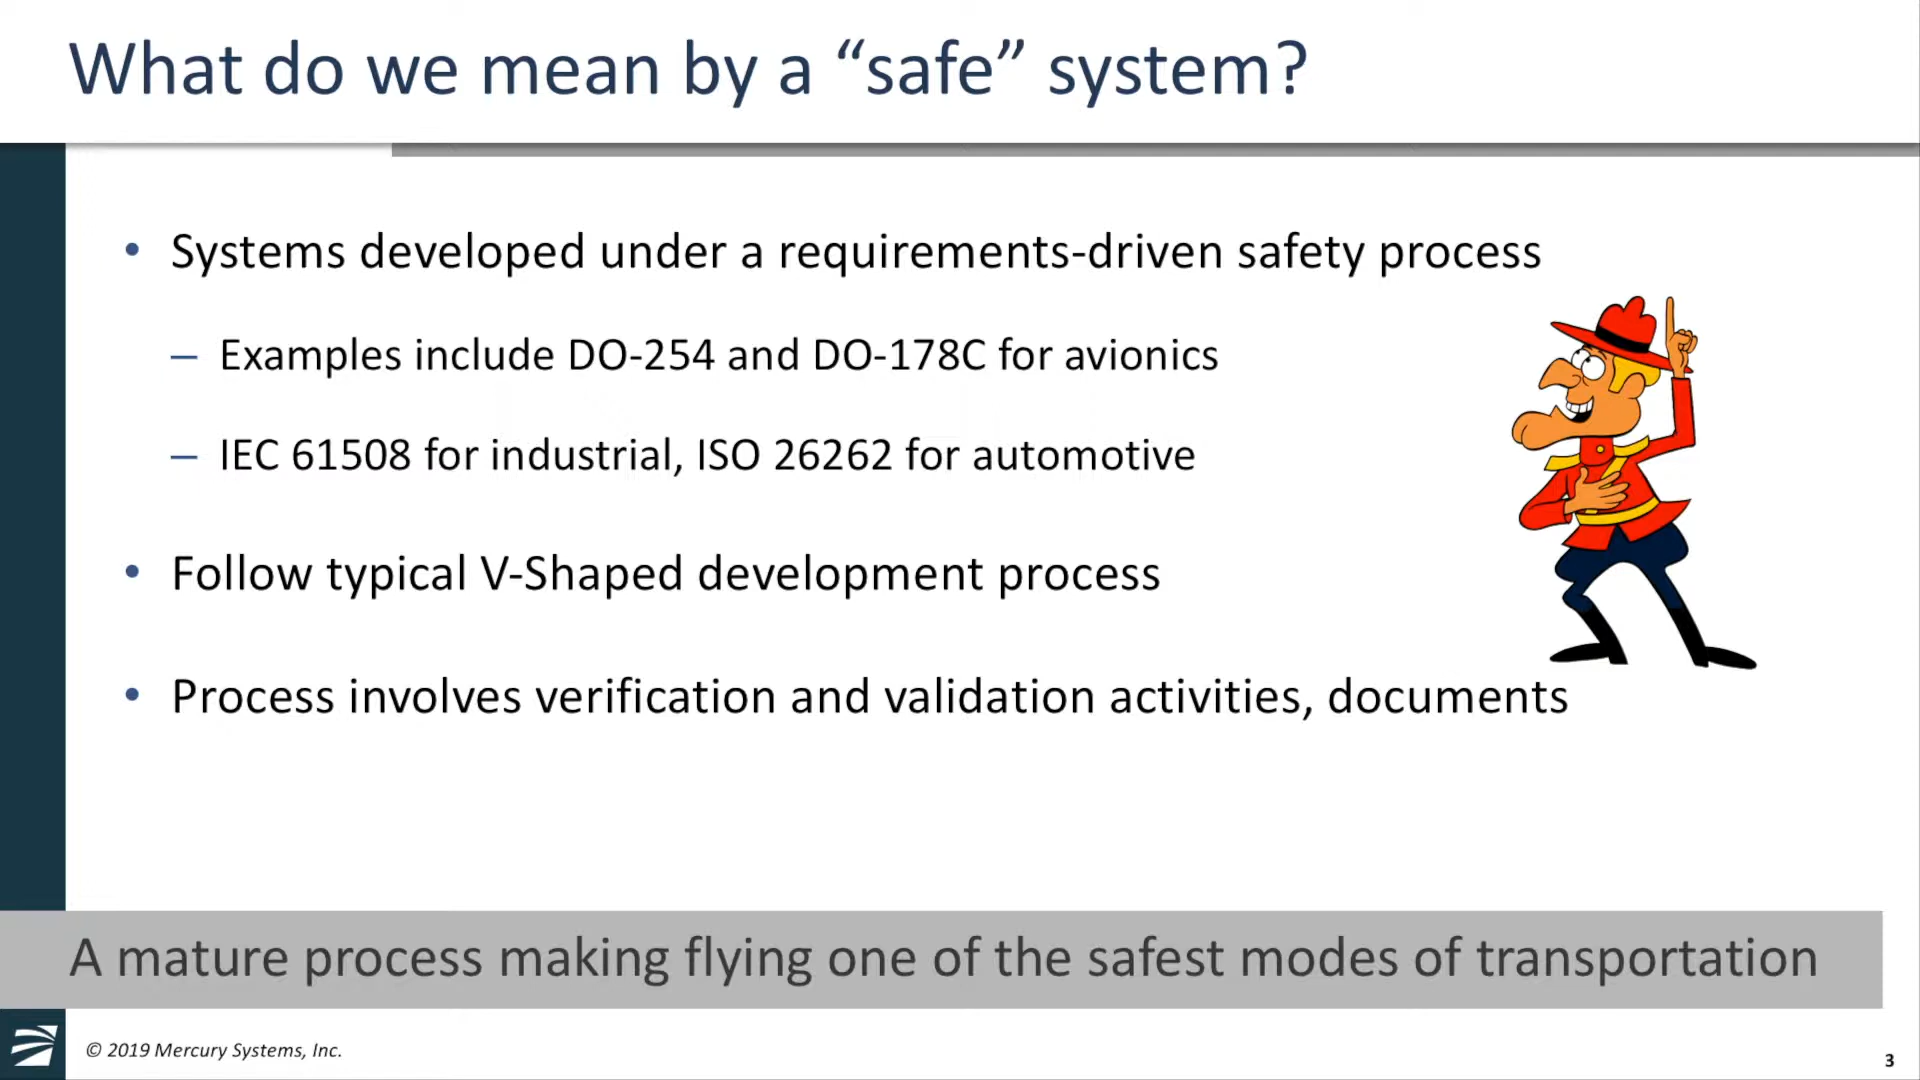 What do we mean by a “safe” system?
• Systems developed under a requirements-driven safety process
– Examples include DO-254 and DO-178C for avionics
– IEC 61508 for industrial, ISO 26262 for automotive
• Follow typical V-Shaped development process
• Process involves verification and validation activities, documents
A mature process making flying one of the safest modes of transportation
© 2019 Mercury Systems, Inc.
3